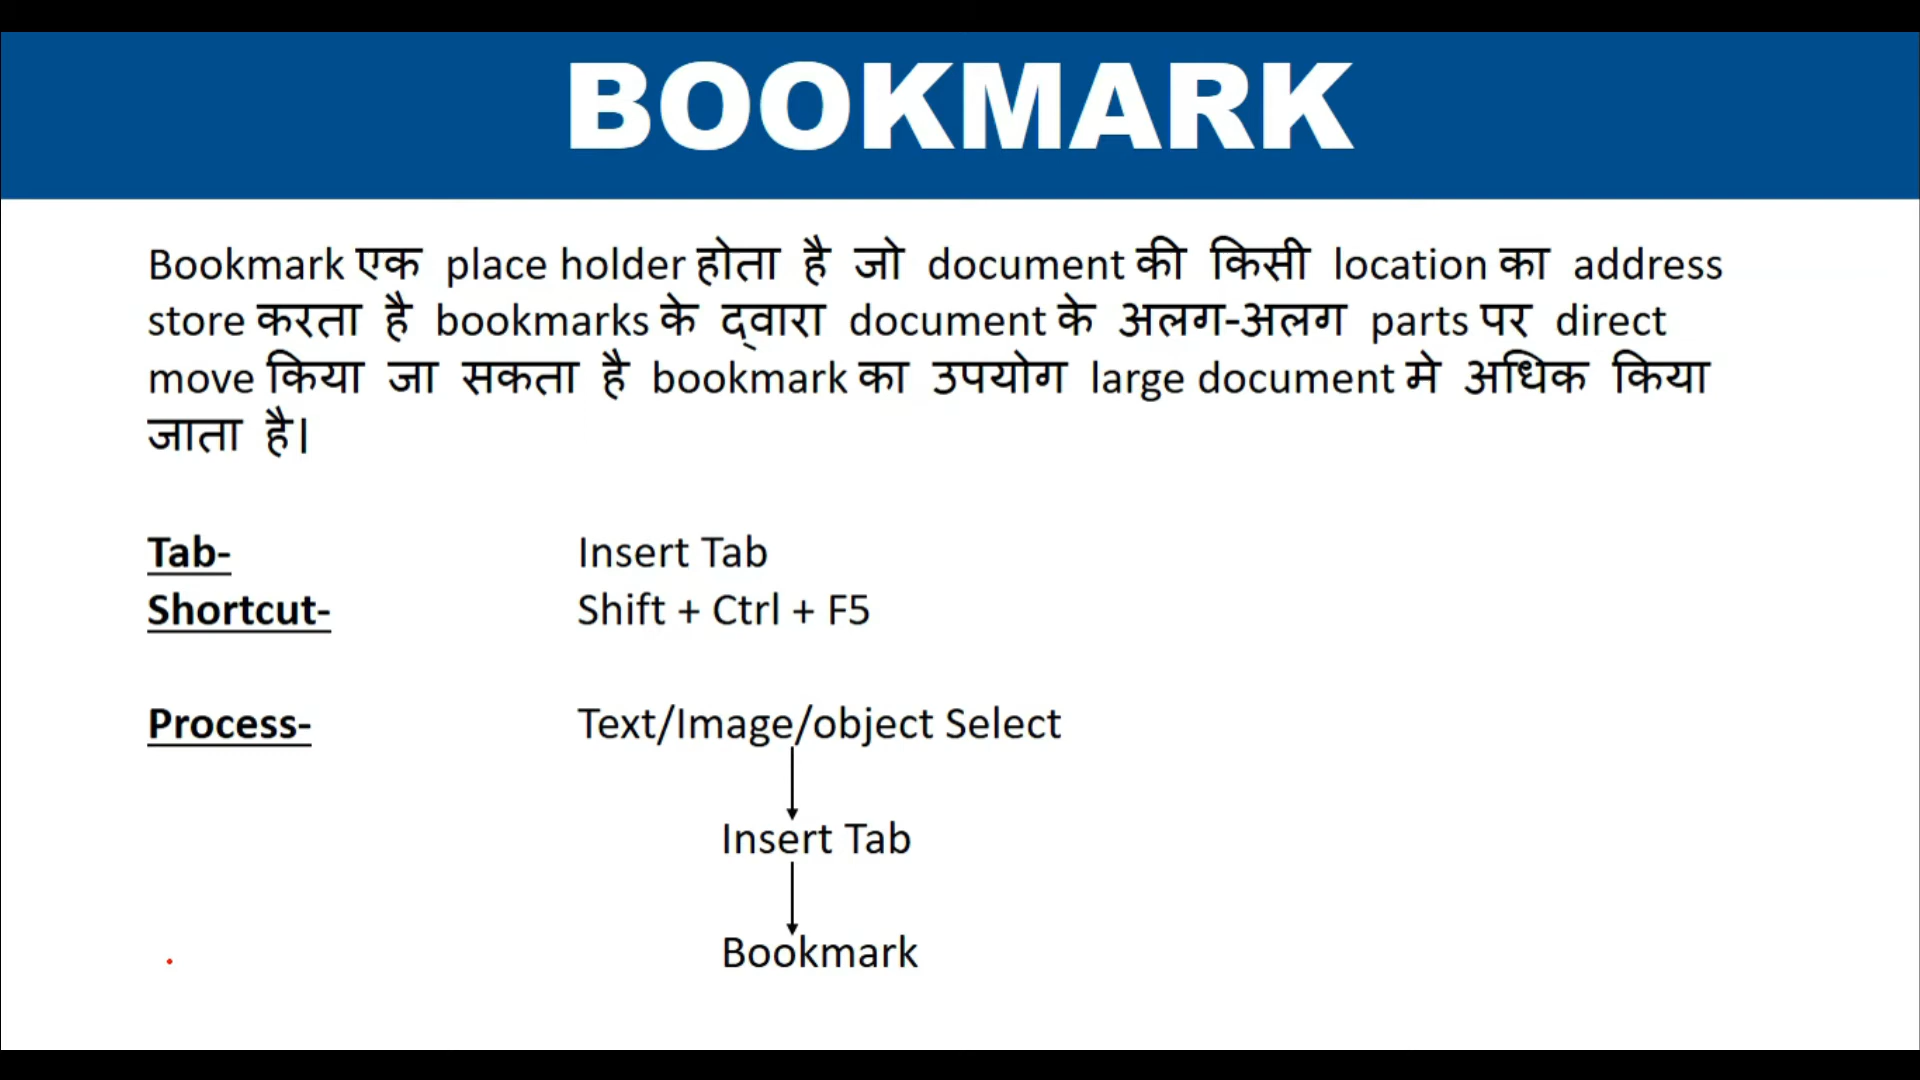 BOOKMARK
Bookmark एक place holder होता है जो document की किसी location का address
store करता है bookmarks के द्वारा document के अलग-अलग parts पर direct
move किया जा सकता है bookmark का उपयोग large document मे अधिक किया
जाता है।
Tab- Insert Tab
Shortcut- Shift + Ctrl + F5
Process- Text/Image/object Select
Insert Tab
Bookmark